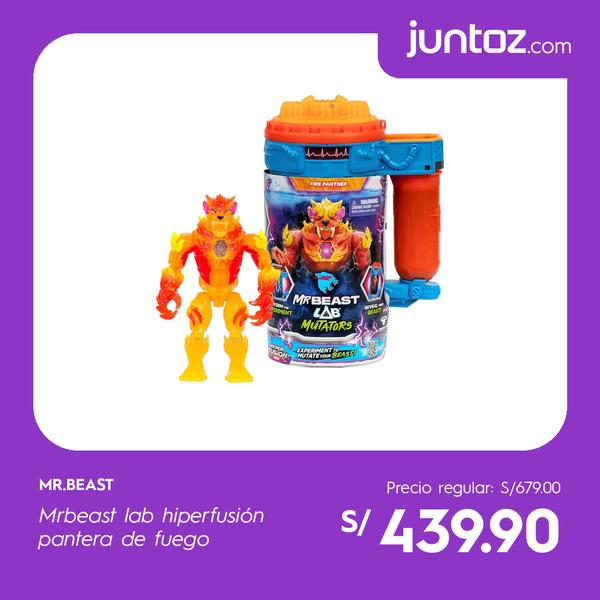 juntoz.com
FIRE PANTHER
WARNING:
MRBEAST
LAB
MUTATORS
EXPERIMENT TO
MUTATE YOUR BEAST!
MR.BEAST
Mrbeast lab hiperfusión
pantera de fuego
Precio regular: S/679.00
S/ 439.90